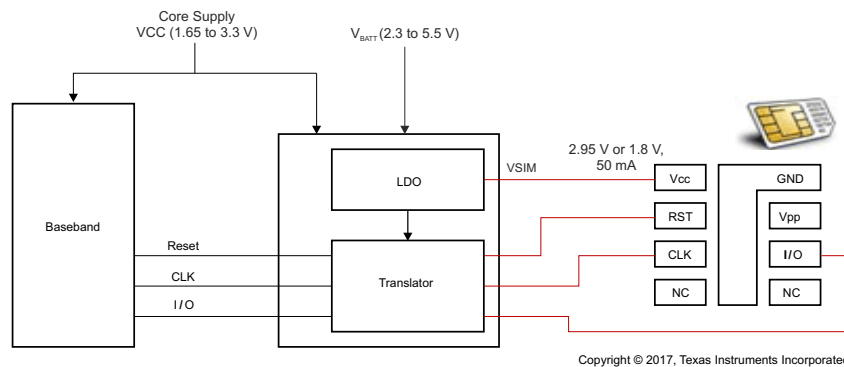 Core Supply
VCC (1.65 to 3.3 V)
VBATT (2.3 to 5.5 V)
2.95 V or 1.8 V,
50 mA
VSIM
LDO
Vcc
GND
Baseband
RST
Vpp
Reset
CLK
I/O
Translator
CLK
I/O
NC
NC
Copyright © 2017, Texas Instruments Incorporated